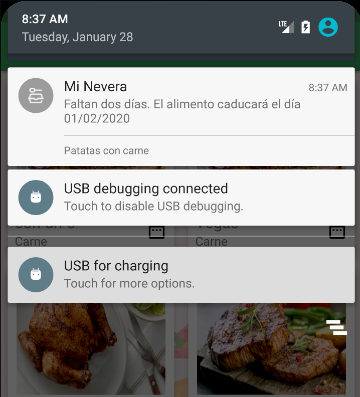 8:37 AM
Tuesday, January 28
Mi Nevera 8:37 AM
Faltan dos días. El alimento caducará el día
01/02/2020
Patatas con carne
USB debugging connected
Touch to disable USB debugging.
Carne Carne
USB for charging
Touch for more options.